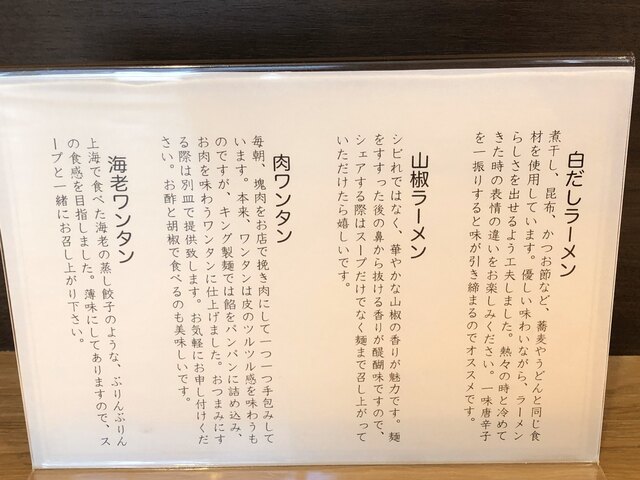 白だしラーメン
煮干し、昆布、かつお節など、蕎麦やうどんと同じ食
材を使用しています。優しい味わいながら、ラーメン
らしさを出せるよう工夫しました。熱々の時と冷めて
きた時の表情の違いをお楽しみください。一味唐辛子
を一振りすると味が引き締まるのでオススメです。
山椒ラーメン
シビれではなく、華やかな山椒の香りが魅力です。麺
をすすった後の鼻から抜ける香りが醍醐味ですので、
シェアする際はスープだけでなく麺まで召し上がって
いただけたら嬉しいです。
肉ワンタン
毎朝、塊肉をお店で挽き肉にして一つ一つ手包みして
います。本来、ワンタンは皮のツルツル感を味わうも
のですが、キング製麺では餡をパンパンに詰め込み、
お肉を味わうワンタンに仕上げました。おつまみにす
る際は別皿で提供致します。お気軽にお申し付けくだ
さい。お酢と胡椒で食べるのも美味しいです。
海老ワンタン
上海で食べた海老の蒸し餃子のような、ぷりんぷりん
の食感を目指しました。薄味にしてありますので、ス
ープと一緒にお召し上がり下さい。